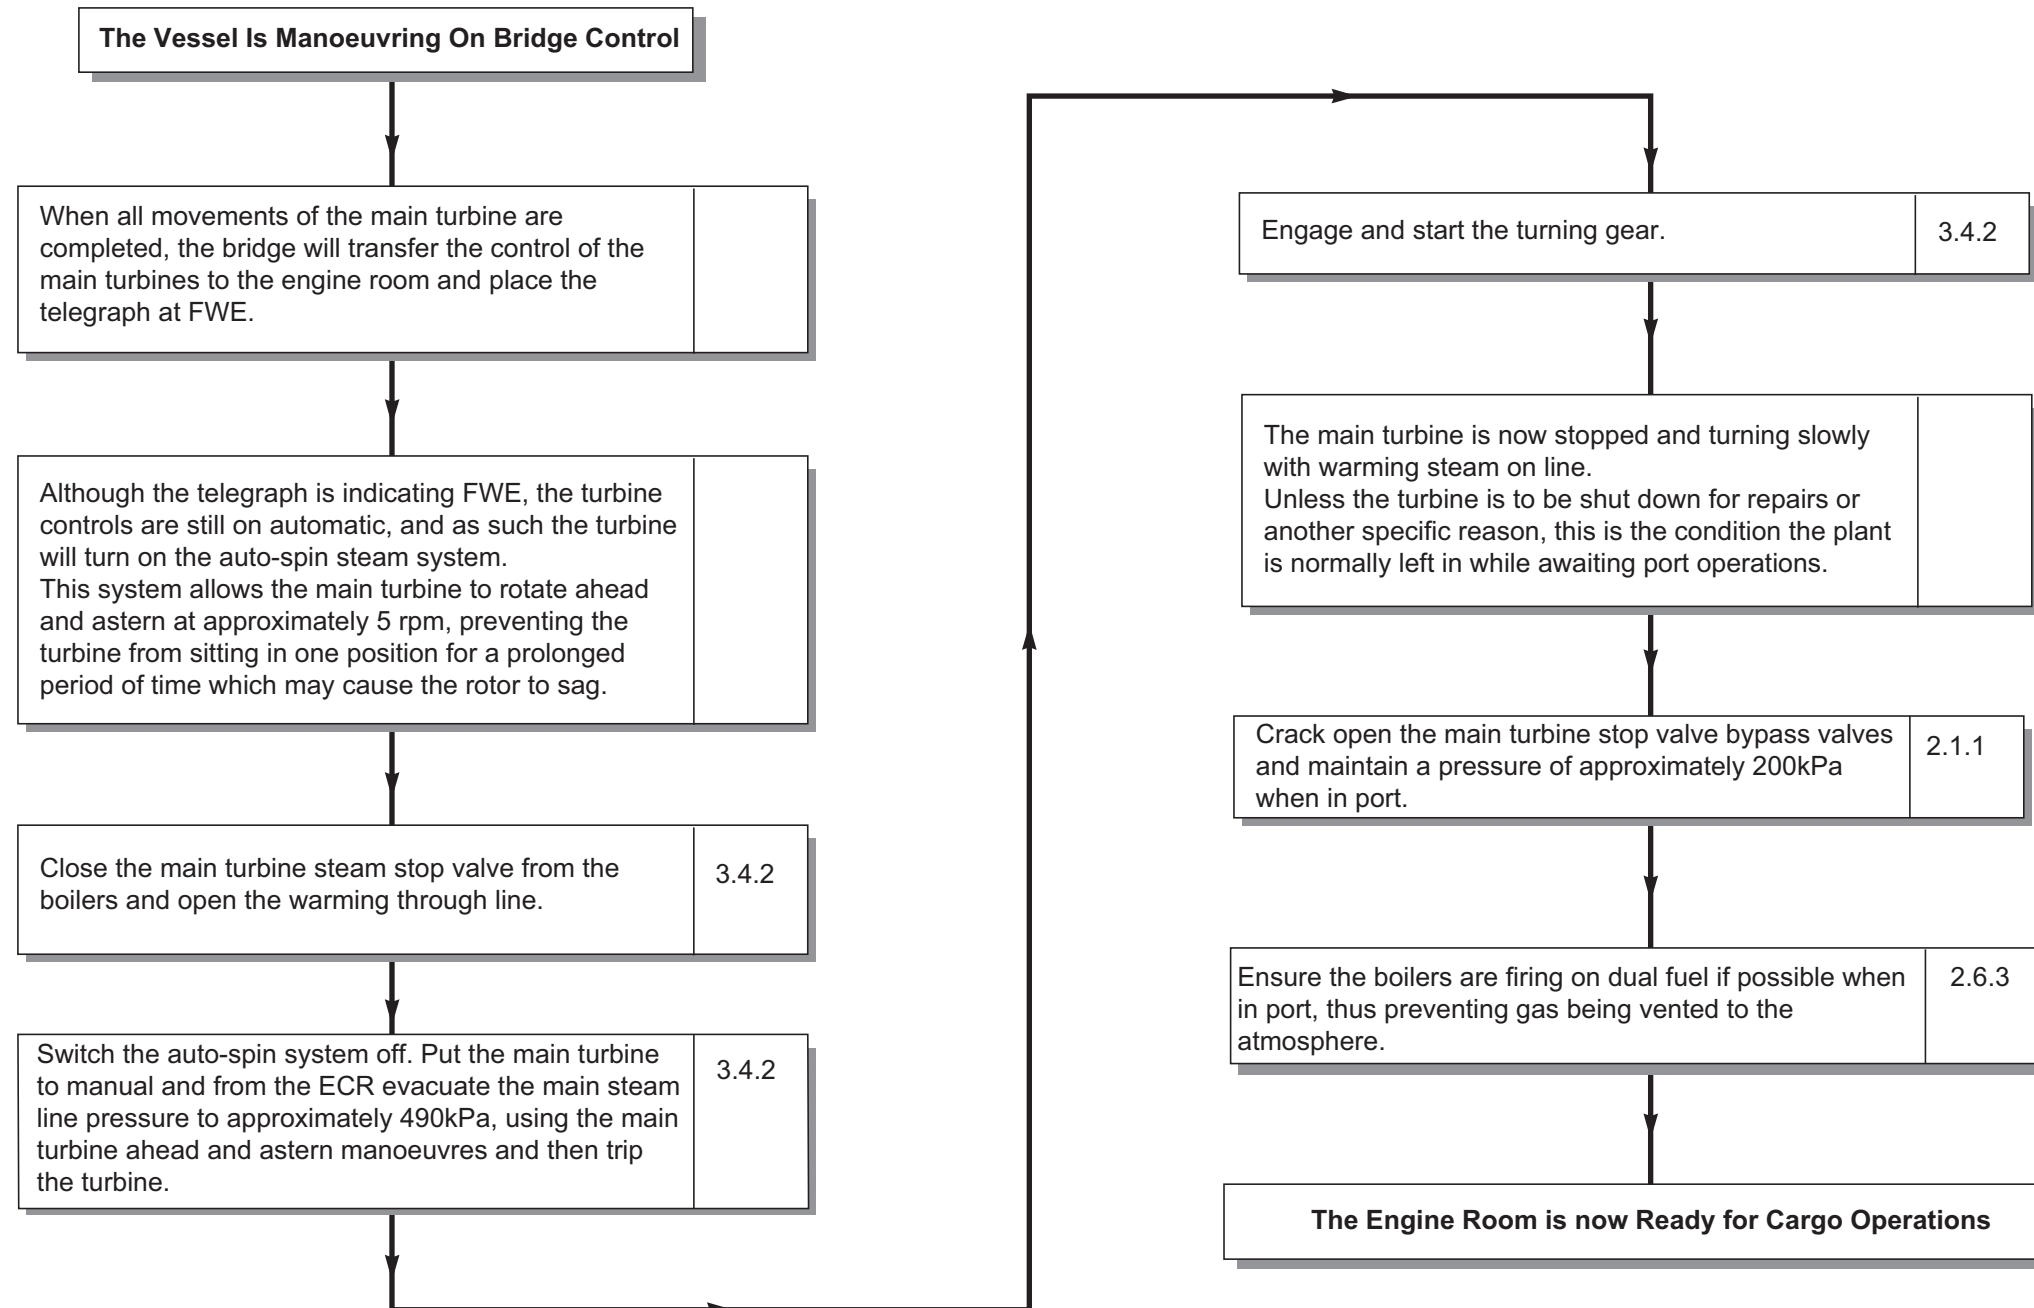 The Vessel Is Manoeuvring On Bridge Control
When all movements of the main turbine are
completed, the bridge will transfer the control of the
main turbines to the engine room and place the
telegraph at FWE.
Although the telegraph is indicating FWE, the turbine
controls are still on automatic, and as such the turbine
will turn on the auto-spin steam system.
This system allows the main turbine to rotate ahead
and astern at approximately 5 rpm, preventing the
turbine from sitting in one position for a prolonged
period of time which may cause the rotor to sag.
Close the main turbine steam stop valve from the
boilers and open the warming through line.
3.4.2
Switch the auto-spin system off. Put the main turbine
to manual and from the ECR evacuate the main steam
line pressure to approximately 490kPa, using the main
turbine ahead and astern manoeuvres and then trip
the turbine.
3.4.2
Engage and start the turning gear.
3.4.2
The main turbine is now stopped and turning slowly
with warming steam on line.
Unless the turbine is to be shut down for repairs or
another specific reason, this is the condition the plant
is normally left in while awaiting port operations.
Crack open the main turbine stop valve bypass valves
and maintain a pressure of approximately 200kPa
when in port.
2.1.1
Ensure the boilers are firing on dual fuel if possible when
in port, thus preventing gas being vented to the
atmosphere.
2.6.3
The Engine Room is now Ready for Cargo Operations